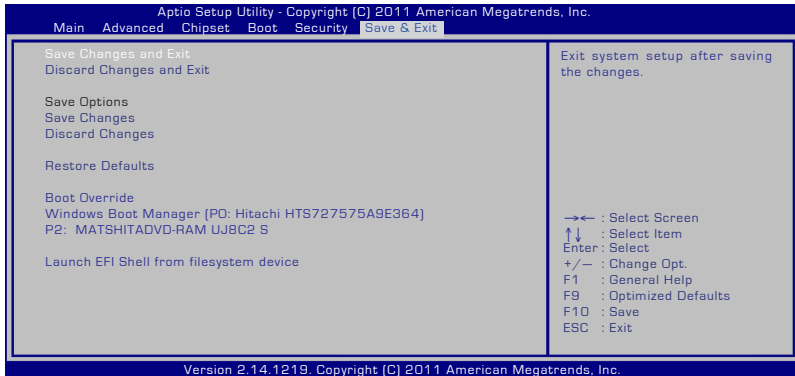 Aptio Setup Utility - Copyright (C) 2011 American Megatrends, Inc.
Main Advanced Chipset Boot Security Save & Exit
Save Changes and Exit
Discard Changes and Exit
Save Options
Save Changes
Discard Changes
Restore Defaults
Boot Override
Windows Boot Manager (P0: Hitachi HTS727575A9E364)
P2: MATSHITADVD-RAM UJ8C2 S
Launch EFI Shell from filesystem device
Exit system setup after saving
the changes.
→← : Select Screen
↑↓ : Select Item
Enter : Select
+/— : Change Opt.
F1 : General Help
F9 : Optimized Defaults
F10 : Save
ESC : Exit
Version 2.14.1219. Copyright (C) 2011 American Megatrends, Inc.